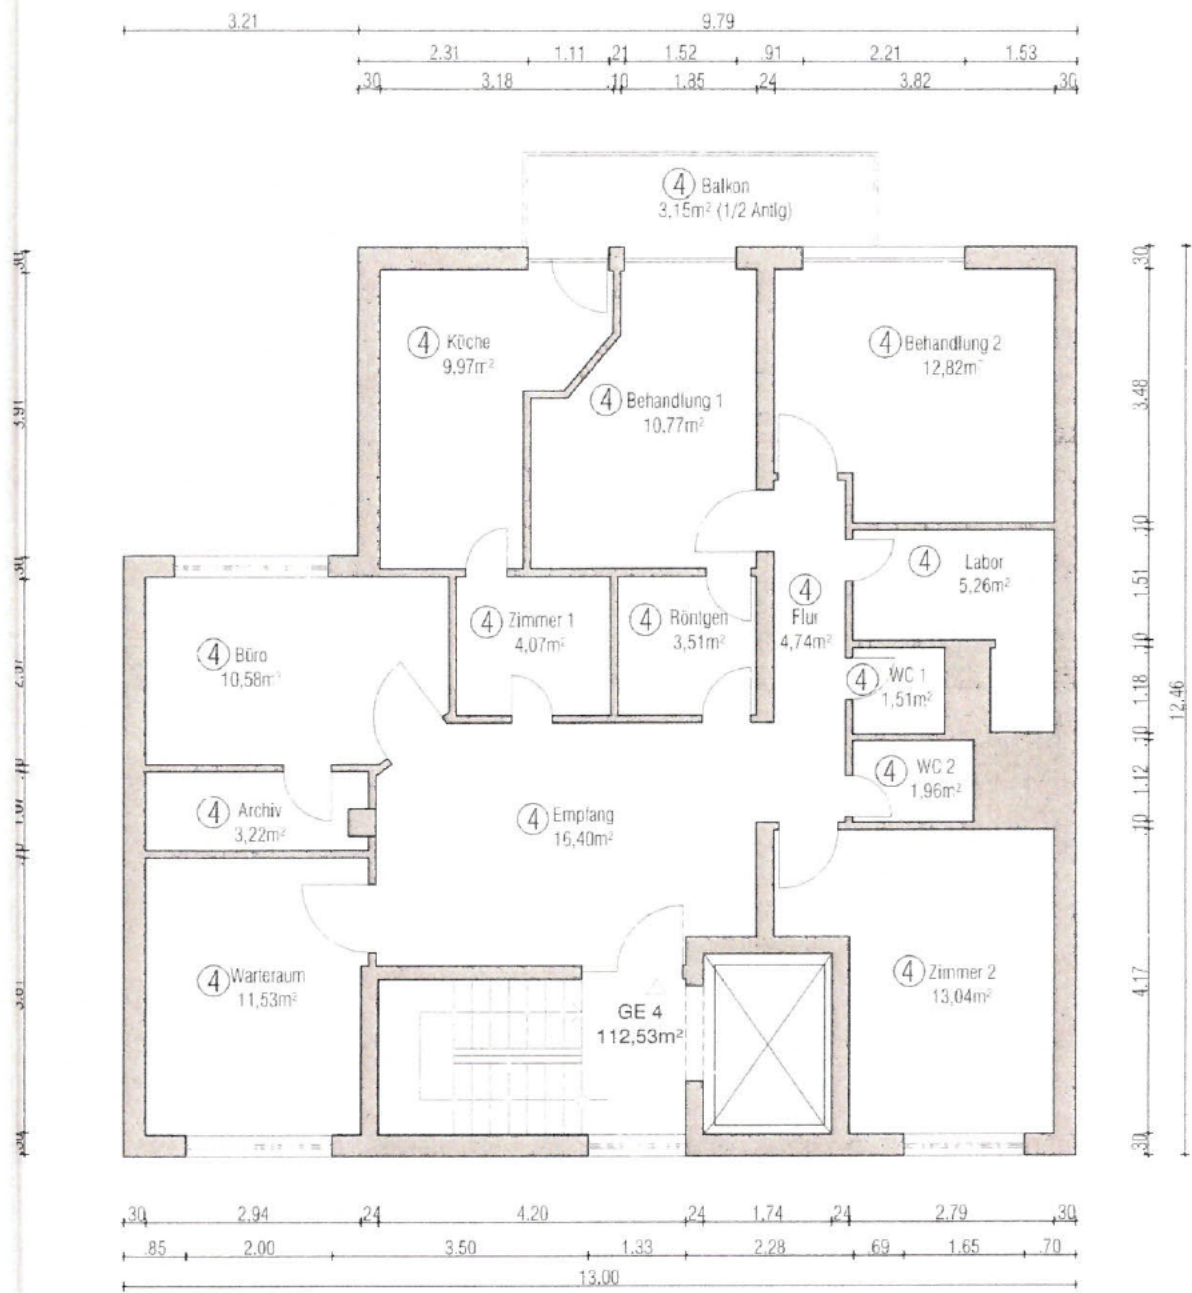 3.21 9.79
2.31 1.11 .21 1.52 .91 2.21 1.53
.30 3.18 .10 1.85 .24 3.82 .30
4 Balkon
3,15m² (1/2 Antlg)
4 Küche
9,97m²
4 Behandlung 1
10,77m²
4 Behandlung 2
12,82m²
4 Labor
5,26m²
4 Zimmer 1
4,07m²
4 Röntgen
3,51m²
4
Flur
4,74m²
4 Büro
10,58m²
4 WC 1
1,51m²
4 WC 2
1,96m²
4 Archiv
3,22m²
4 Empfang
16,40m²
4 Warteraum
11,53m²
4 Zimmer 2
13,04m²
GE 4
112,53m²
.30
3.91
.30
.30
3.48
.10
1.51
.10
1.18
.10
1.12
.10
4.17
.30
12.46
.30 2.94 .24 4.20 .24 1.74 .24 2.79 .30
.85 2.00 3.50 1.33 2.28 .69 1.65 .70
13.00